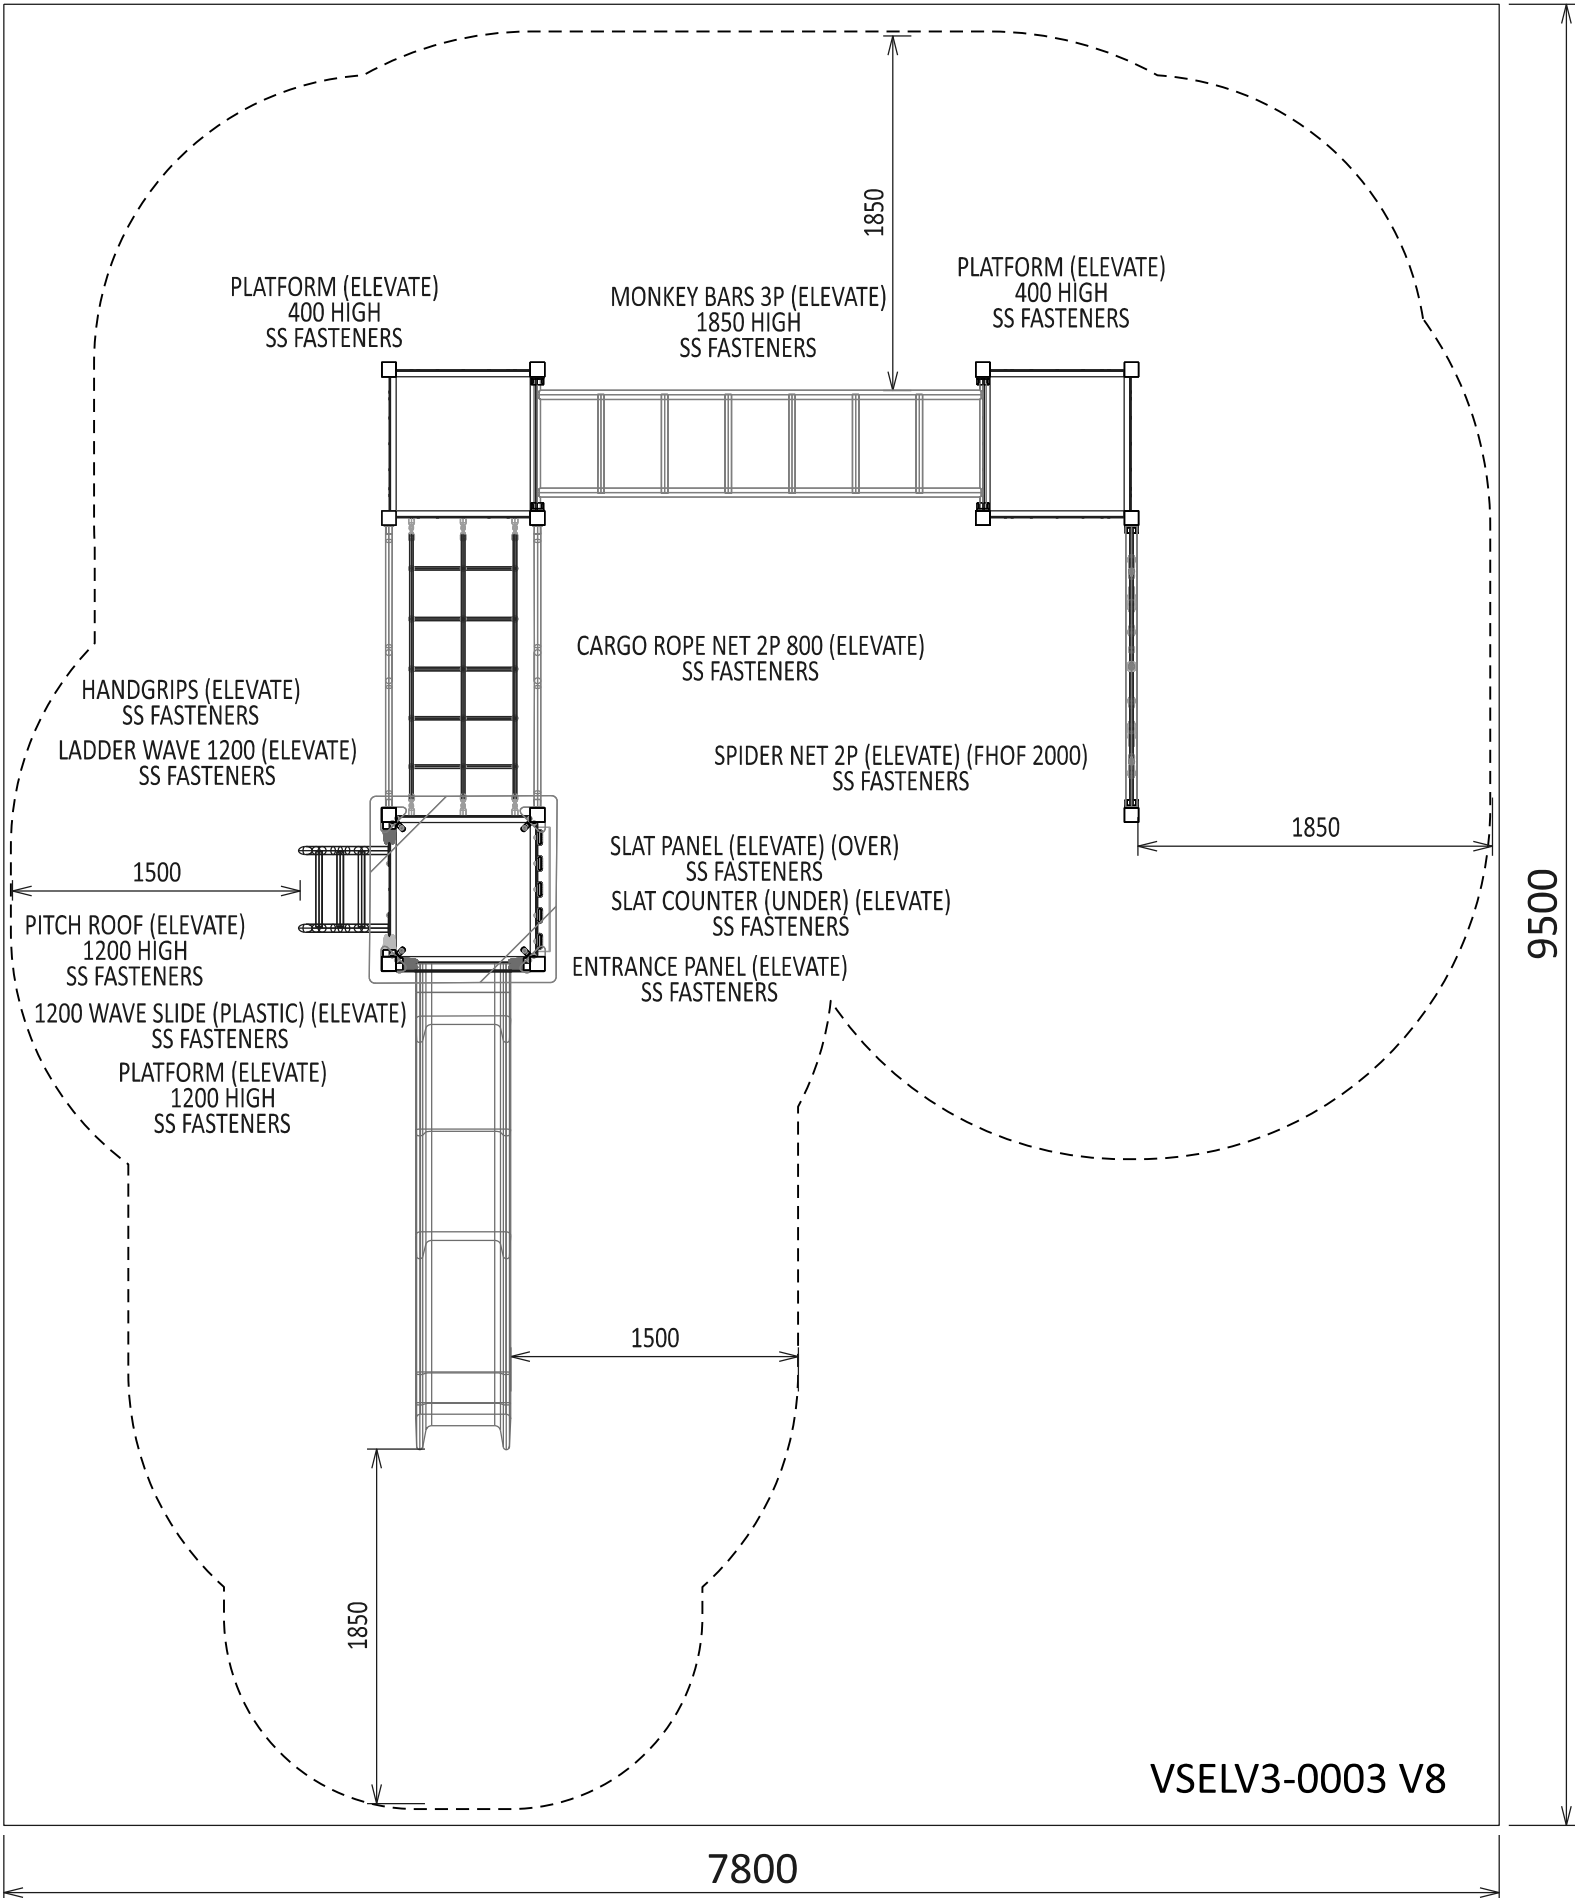 1850
PLATFORM (ELEVATE)
400 HIGH
SS FASTENERS
MONKEY BARS 3P (ELEVATE)
1850 HIGH
SS FASTENERS
PLATFORM (ELEVATE)
400 HIGH
SS FASTENERS
CARGO ROPE NET 2P 800 (ELEVATE)
SS FASTENERS
HANDGRIPS (ELEVATE)
SS FASTENERS
LADDER WAVE 1200 (ELEVATE)
SS FASTENERS
SPIDER NET 2P (ELEVATE) (FHOF 2000)
SS FASTENERS
1850
SLAT PANEL (ELEVATE) (OVER)
SS FASTENERS
1500
SLAT COUNTER (UNDER) (ELEVATE)
SS FASTENERS
9500
PITCH ROOF (ELEVATE)
1200 HIGH
SS FASTENERS
ENTRANCE PANEL (ELEVATE)
SS FASTENERS
1200 WAVE SLIDE (PLASTIC) (ELEVATE)
SS FASTENERS
PLATFORM (ELEVATE)
1200 HIGH
SS FASTENERS
1500
1850
VSELV3-0003 V8
7800